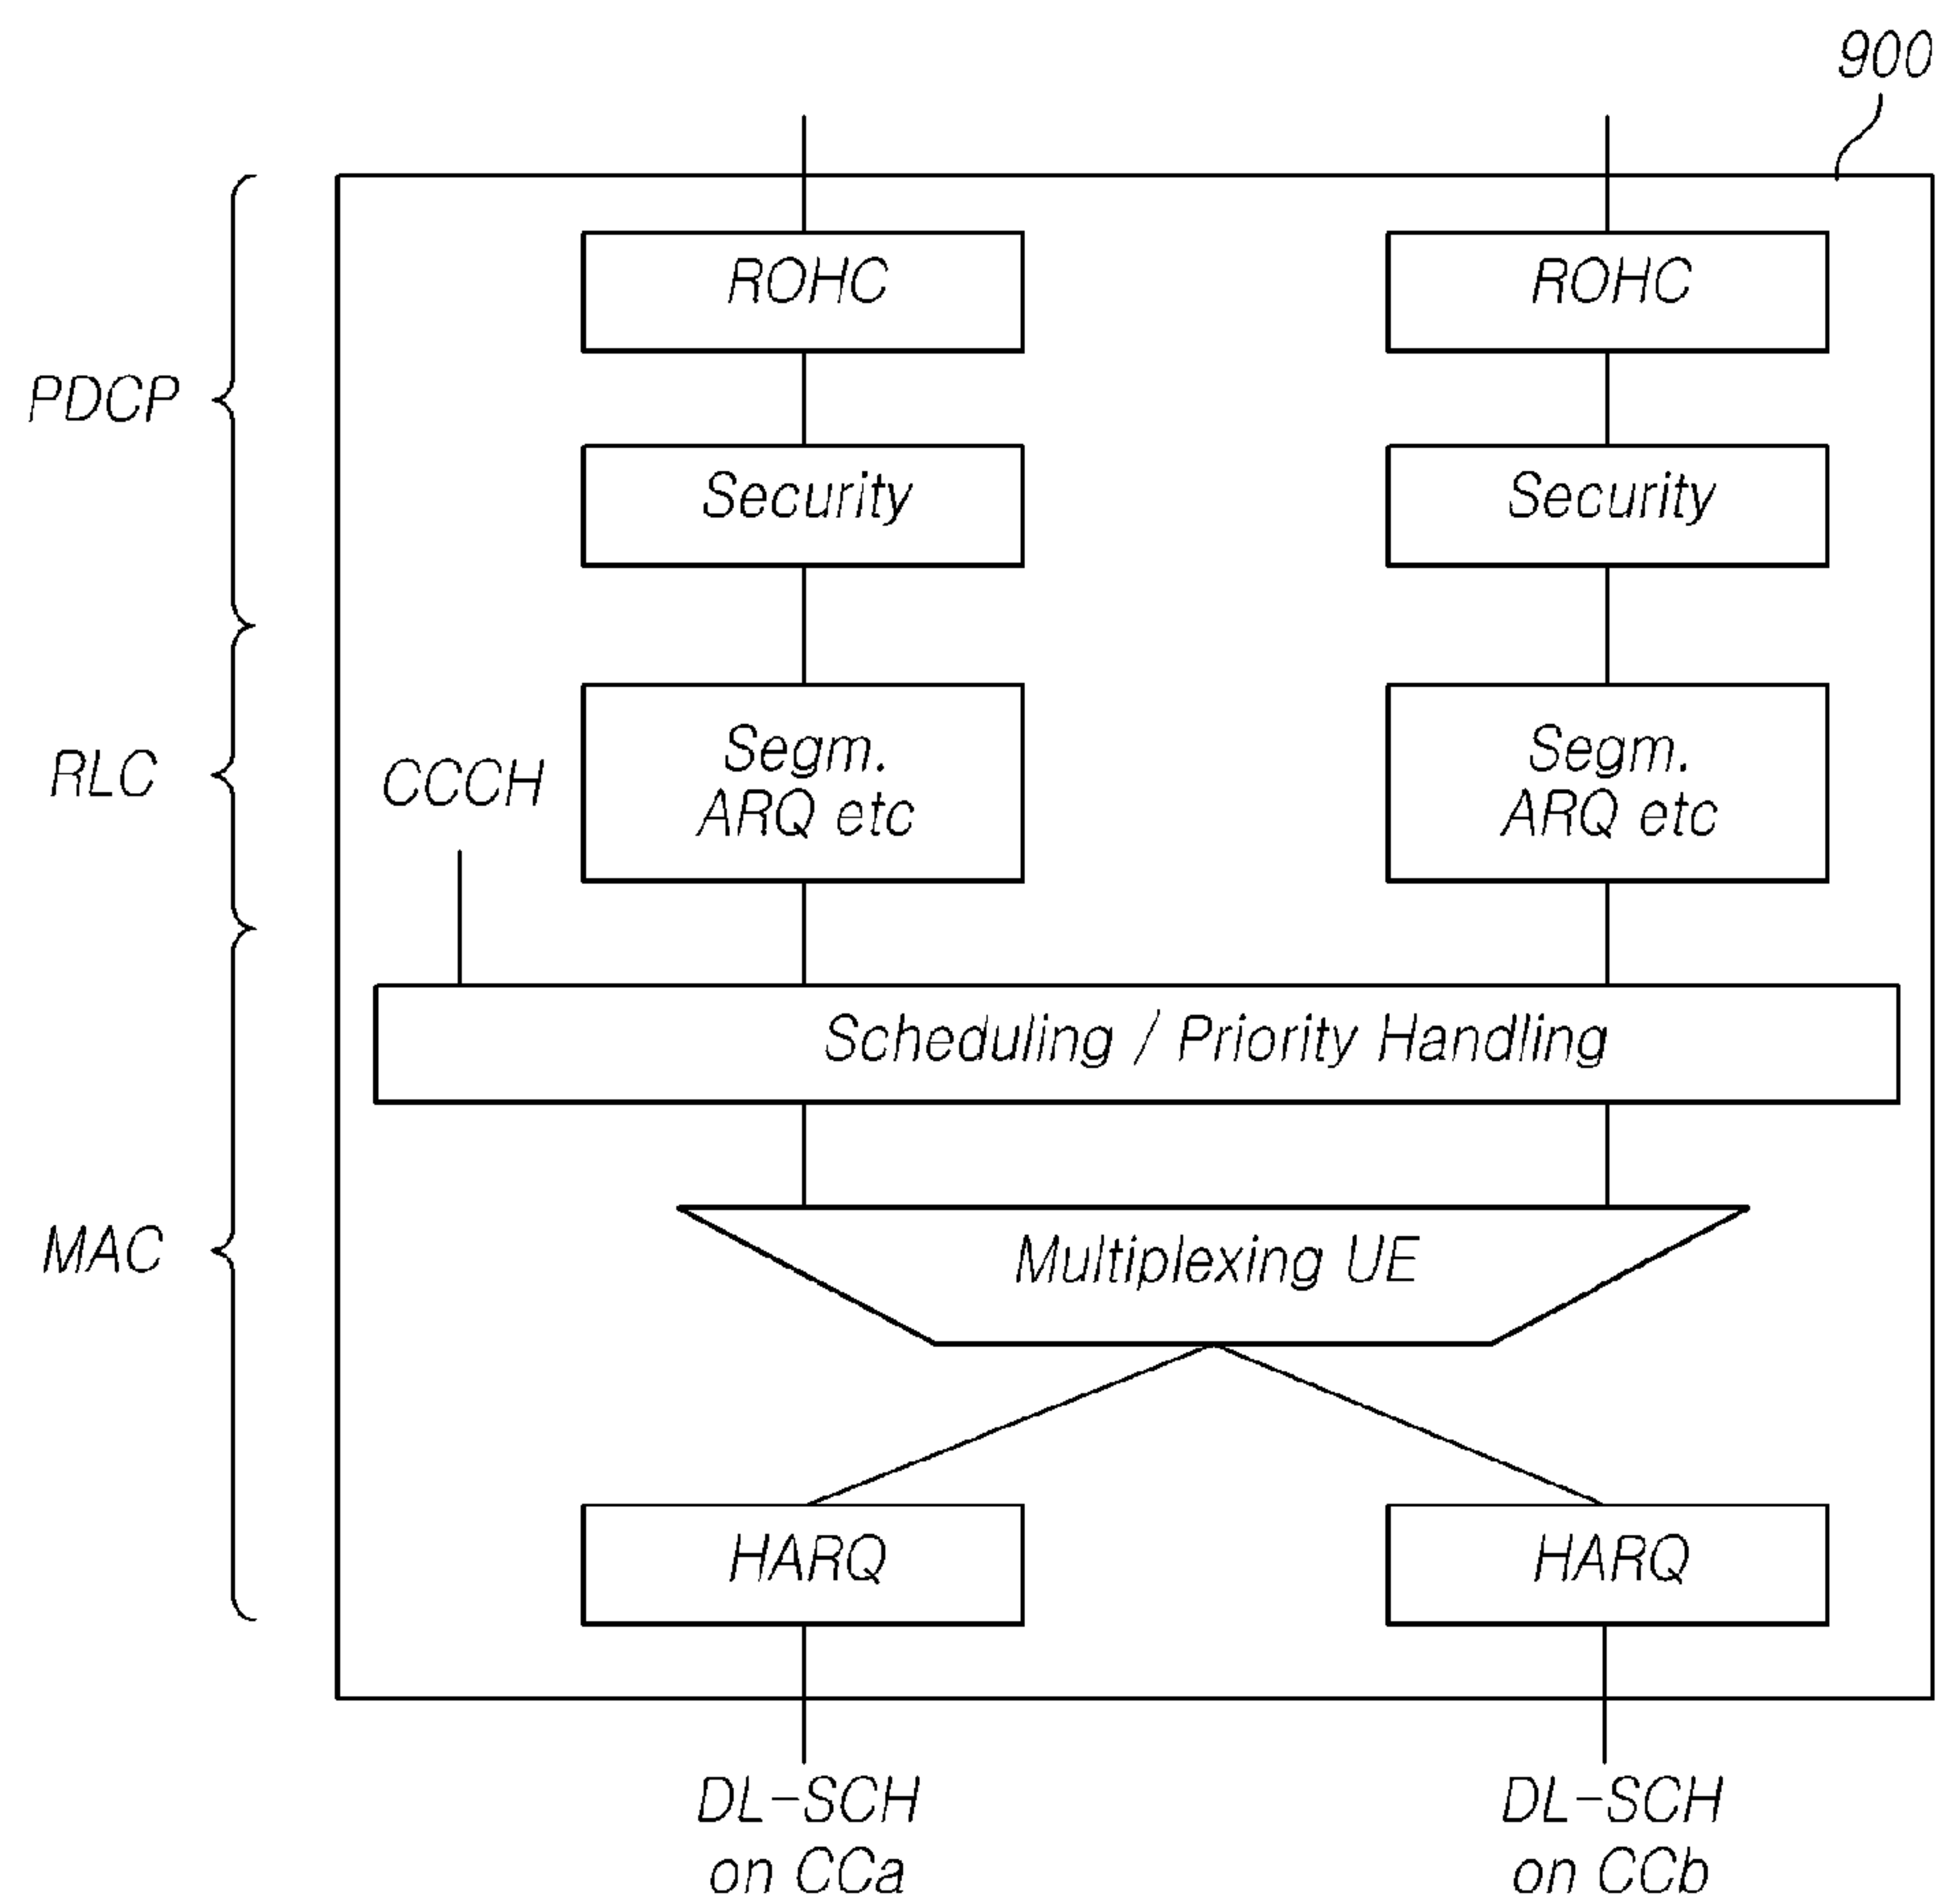 900
ROHC
ROHC
PDCP
Security
Security
Segm.
ARQ etc
Segm.
ARQ etc
RLC
CCCH
Scheduling / Priority Handling
MAC
Multiplexing UE
HARQ
HARQ
DL-SCH
on CCa
DL-SCH
on CCb